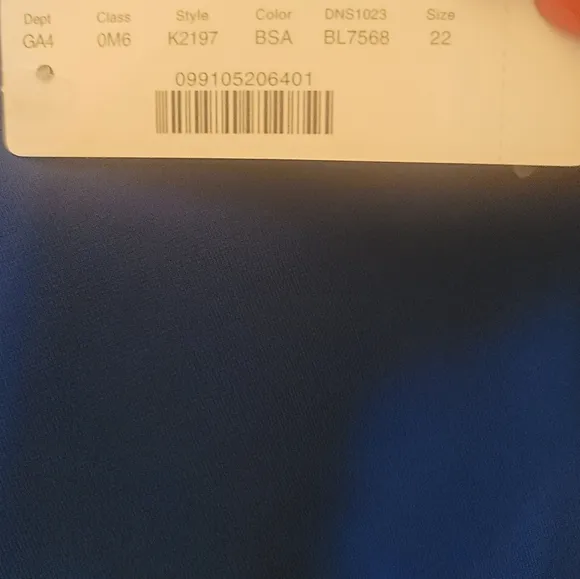 Dept Class Style Color DNS1023 Size
GA4 0M6 K2197 BSA BL7568 22
099105206401